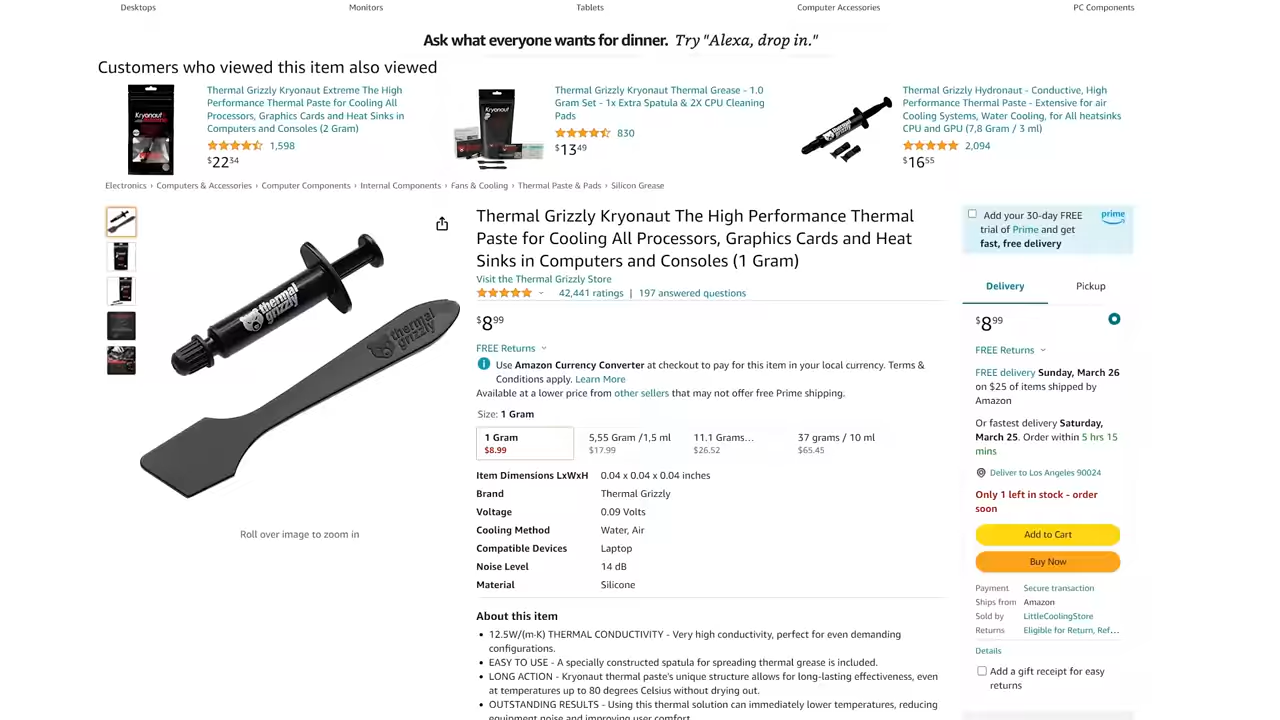 Desktops
Monitors
Tablets
Computer Accessories
PC Components
Ask what everyone wants for dinner. Try "Alexa, drop in."
Customers who viewed this item also viewed
Thermal Grizzly Kryonaut Extreme The High
Performance Thermal Paste for Cooling All
Processors, Graphics Cards and Heat Sinks in
Computers and Consoles (2 Gram)
1,598
$2234
Thermal Grizzly Kryonaut Thermal Grease - 1.0
Gram Set - 1x Extra Spatula & 2X CPU Cleaning
Pads
830
$1349
Thermal Grizzly Hydronaut - Conductive, High
Performance Thermal Paste - Extensive for air
Cooling Systems, Water Cooling, for All heatsinks
CPU and GPU (7,8 Gram / 3 ml)
2,094
$1655
Electronics › Computers & Accessories › Computer Components › Internal Components › Fans & Cooling › Thermal Paste & Pads › Silicon Grease
thermal
grizzly
thermal
grizzly
Roll over image to zoom in
Thermal Grizzly Kryonaut The High Performance Thermal
Paste for Cooling All Processors, Graphics Cards and Heat
Sinks in Computers and Consoles (1 Gram)
Visit the Thermal Grizzly Store
42,441 ratings | 197 answered questions
$899
FREE Returns
Use Amazon Currency Converter at checkout to pay for this item in your local currency. Terms &
Conditions apply. Learn More
Available at a lower price from other sellers that may not offer free Prime shipping.
Size: 1 Gram
1 Gram
$8.99
5,55 Gram /1,5 ml
$17.99
11.1 Grams...
$26.52
37 grams / 10 ml
$65.45
Item Dimensions LxWxH 0.04 x 0.04 x 0.04 inches
Brand Thermal Grizzly
Voltage 0.09 Volts
Cooling Method Water, Air
Compatible Devices Laptop
Noise Level 14 dB
Material Silicone
About this item
• 12.5W/(m·K) THERMAL CONDUCTIVITY - Very high conductivity, perfect for even demanding
configurations.
• EASY TO USE - A specially constructed spatula for spreading thermal grease is included.
• LONG ACTION - Kryonaut thermal paste's unique structure allows for long-lasting effectiveness, even
at temperatures up to 80 degrees Celsius without drying out.
• OUTSTANDING RESULTS - Using this thermal solution can immediately lower temperatures, reducing
equipment noise and improving user comfort.
Add your 30-day FREE
trial of Prime and get
fast, free delivery
prime
Delivery
Pickup
$899
FREE Returns
FREE delivery Sunday, March 26
on $25 of items shipped by
Amazon
Or fastest delivery Saturday,
March 25. Order within 5 hrs 15
mins
Deliver to Los Angeles 90024
Only 1 left in stock - order
soon
Add to Cart
Buy Now
Payment Secure transaction
Ships from Amazon
Sold by LittleCoolingStore
Returns Eligible for Return, Ref...
Details
Add a gift receipt for easy
returns